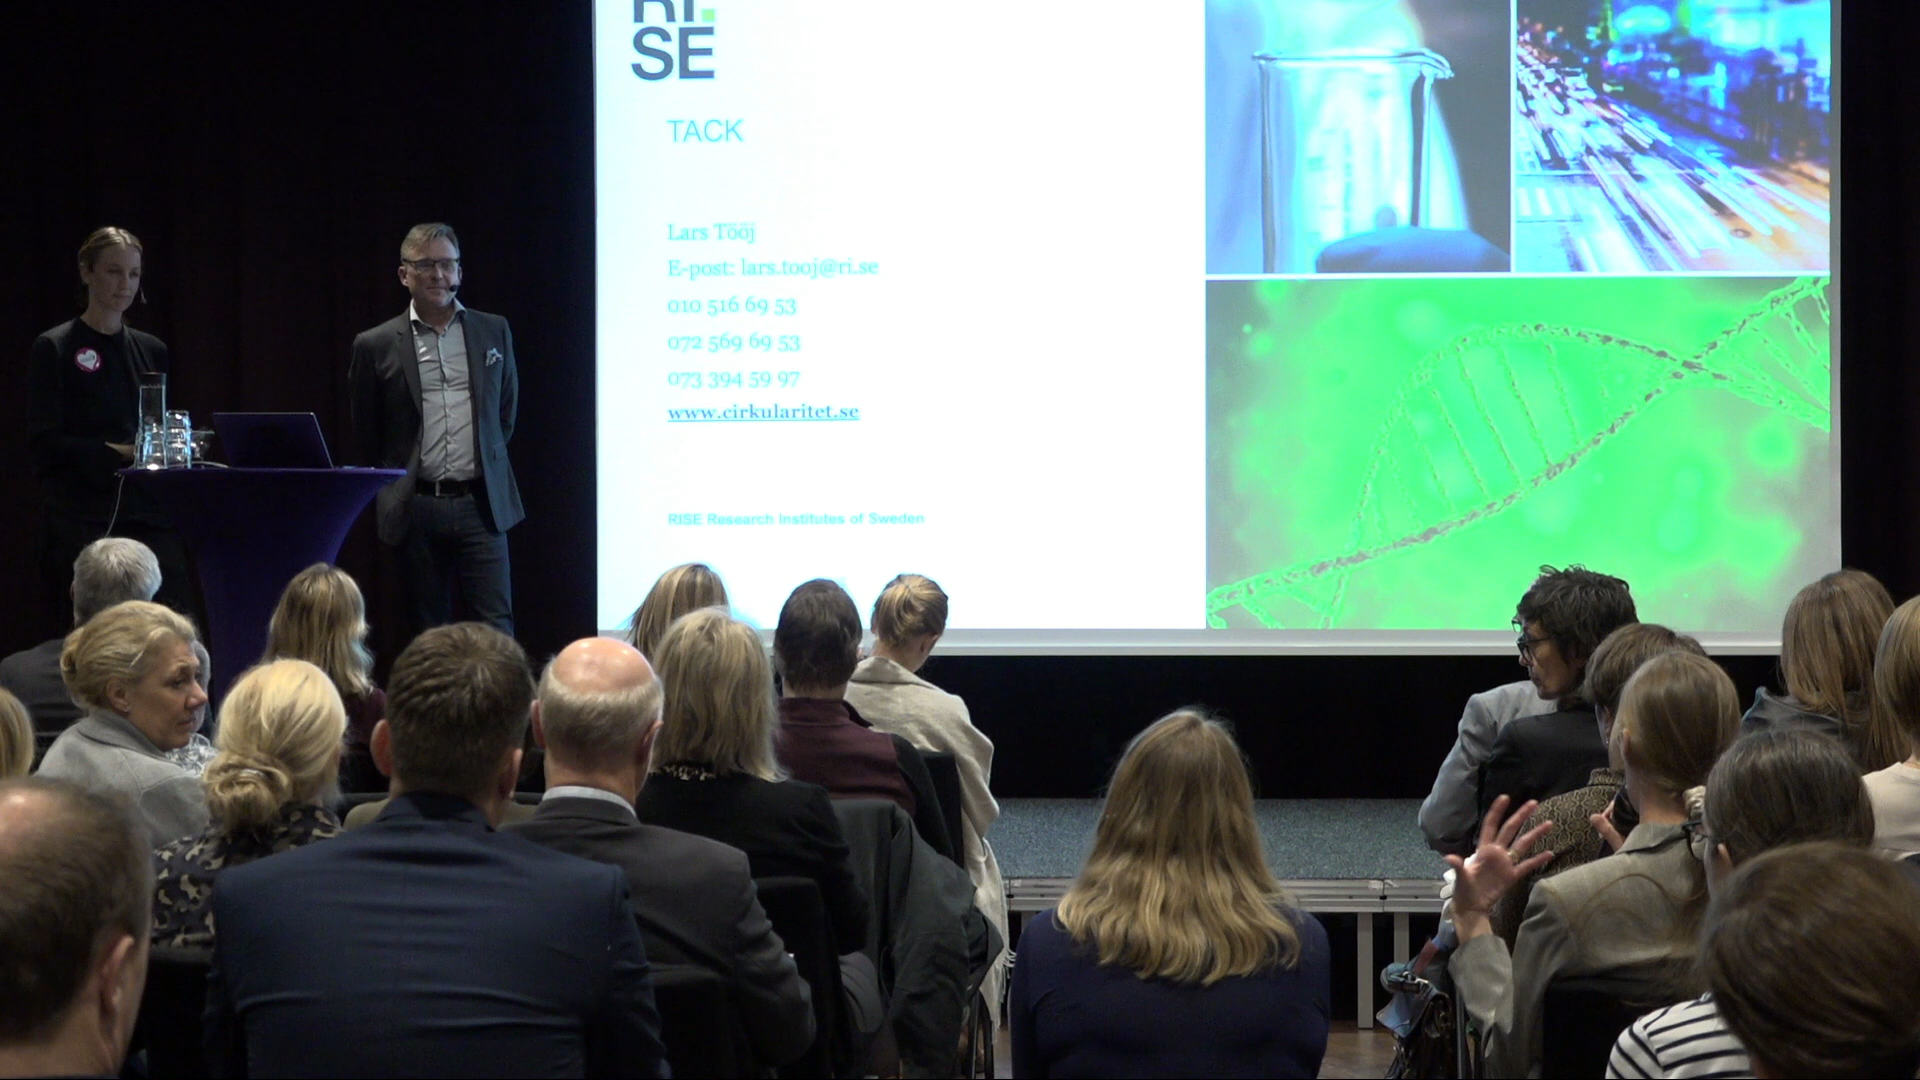 RI.
SE
TACK
Lars Tööj
E-post: lars.tooj@ri.se
010 516 69 53
072 569 69 53
073 394 59 97
www.cirkularitet.se
RISE Research Institutes of Sweden